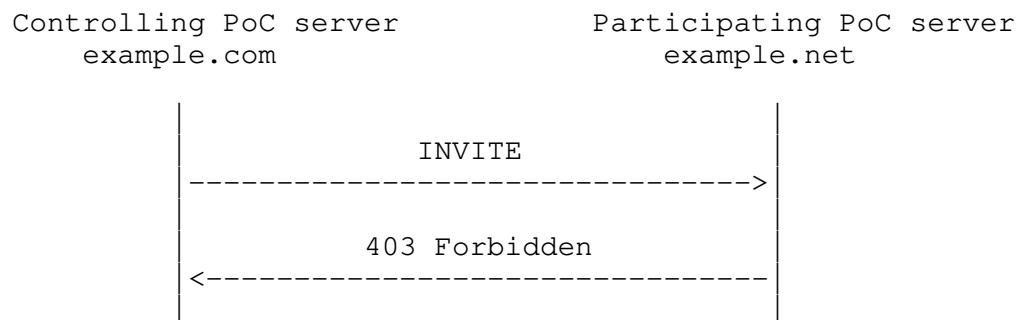 Controlling PoC server Participating PoC server
example.com example.net
INVITE
403 Forbidden